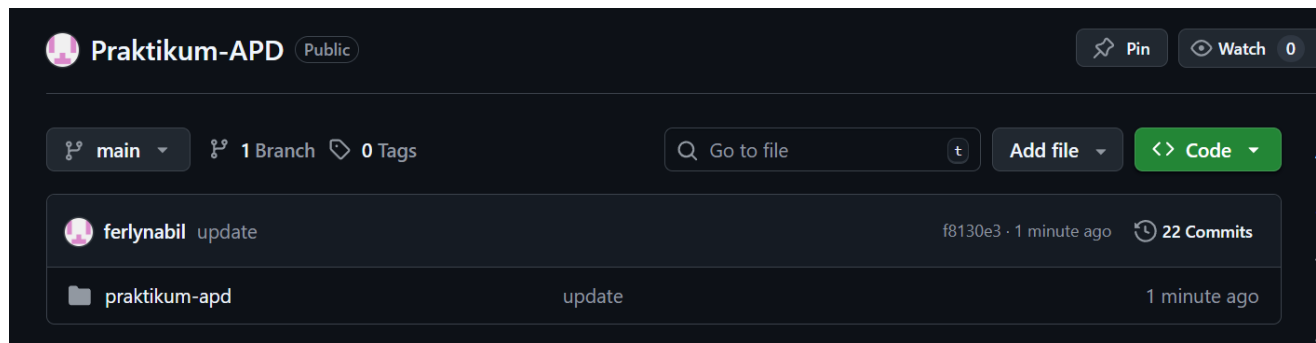 Praktikum-APD Public Pin Watch 0
main 1 Branch 0 Tags Go to file t Add file Code
ferlynabil update f8130e3 · 1 minute ago 22 Commits
praktikum-apd update 1 minute ago